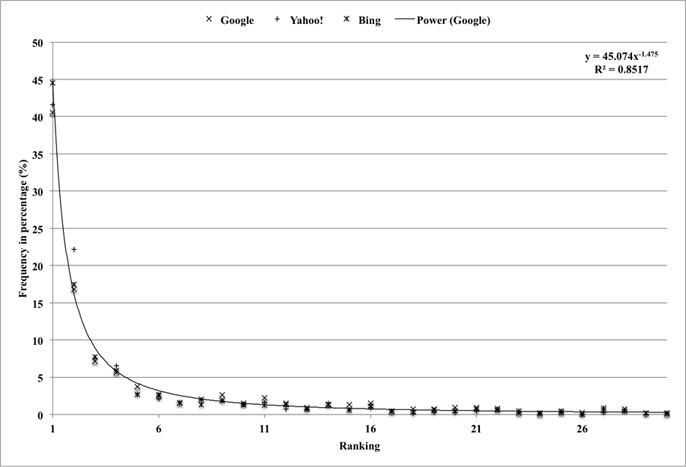 Google Yahoo! Bing Power (Google)
y = 45.074x^-1.475
R² = 0.8517
50
45
40
35
30
25
20
15
10
5
0
Frequency in percentage (%)
1 6 11 16 21 26
Ranking